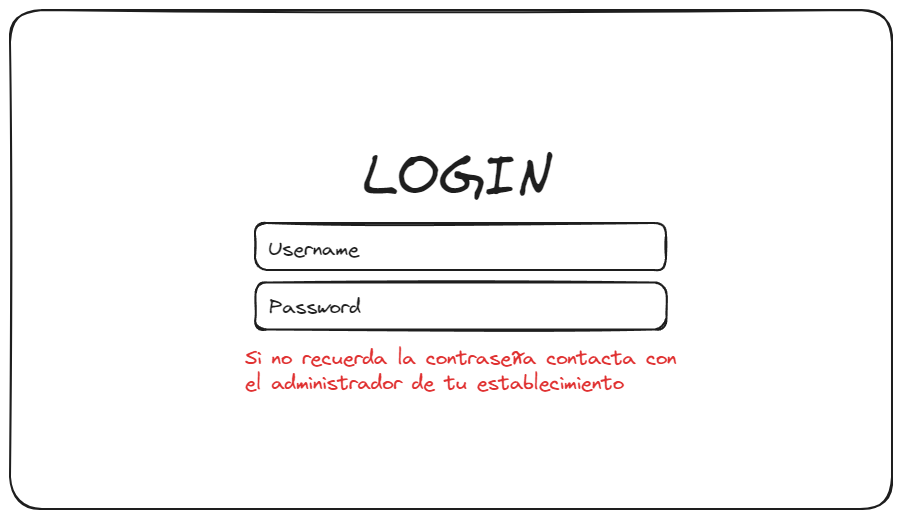 LOGIN
Username
Password
Si no recuerda la contraseña contacta con
el administrador de tu establecimiento